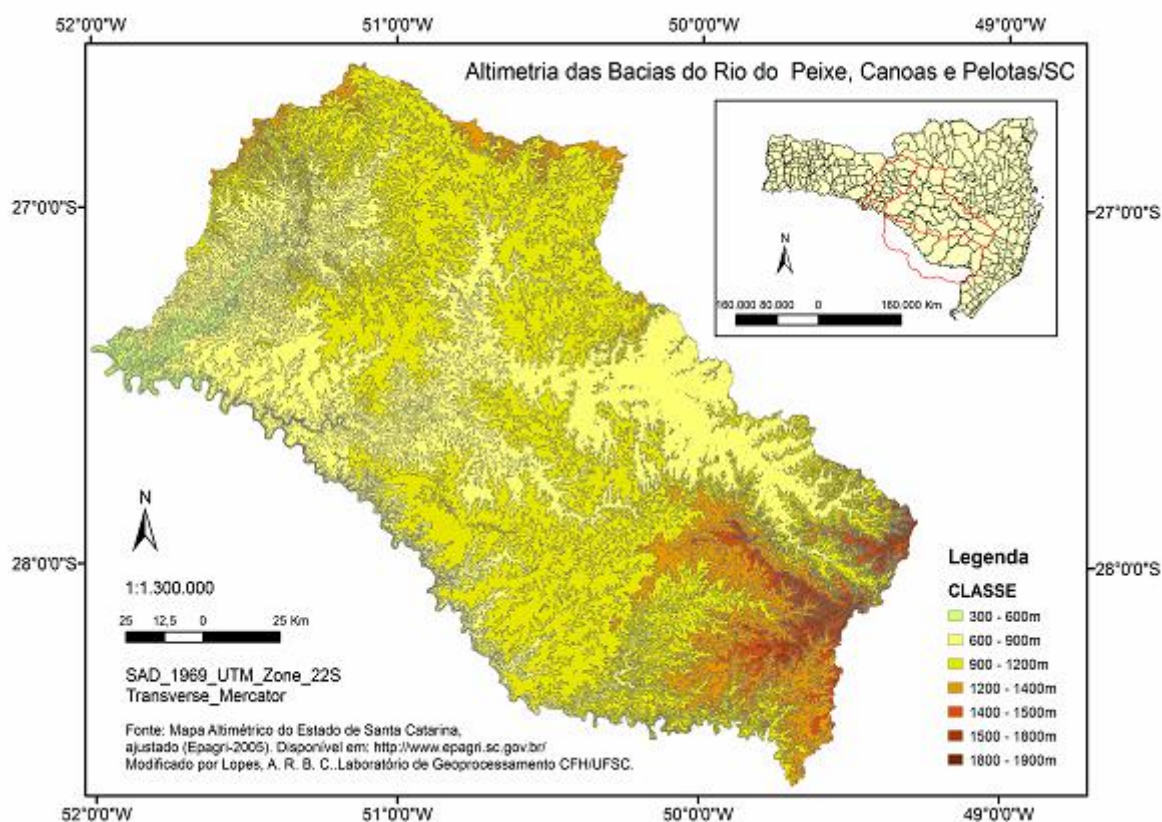 52°0'0"W
51°0'0"W
50°0'0"W
49°0'0"W
Altimetria das Bacias do Rio do Peixe, Canoas e Pelotas/SC
N
160.000 80.000 0 160.000 Km
27°0'0"S
27°0'0"S
28°0'0"S
28°0'0"S
N
1:1.300.000
25 12,5 0 25 Km
SAD_1969_UTM_Zone_22S
Transverse_Mercator
Fonte: Mapa Altimétrico do Estado de Santa Catarina,
ajustado (Epagri-2005). Disponível em: http://www.epagri.sc.gov.br/
Modificado por Lopes, A. R. B. C..Laboratório de Geoprocessamento CFH/UFSC.
Legenda
CLASSE
300 - 600m
600 - 900m
900 - 1200m
1200 - 1400m
1400 - 1500m
1500 - 1800m
1800 - 1900m
52°0'0"W
51°0'0"W
50°0'0"W
49°0'0"W